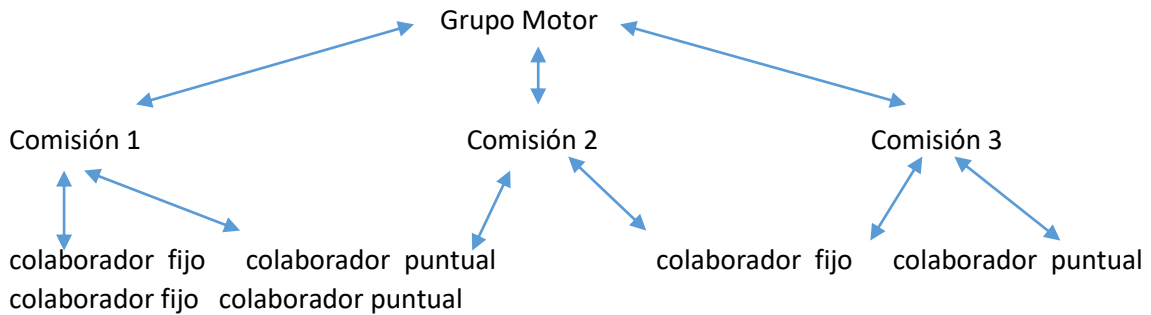 Grupo Motor
Comisión 1 Comisión 2 Comisión 3
colaborador fijo colaborador puntual colaborador fijo colaborador puntual
colaborador fijo colaborador puntual